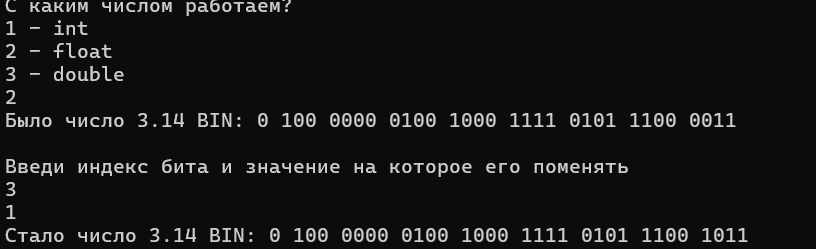 С каким числом работаем?
1 - int
2 - float
3 - double
2
Было число 3.14 BIN: 0 100 0000 0100 1000 1111 0101 1100 0011
Введи индекс бита и значение на которое его поменять
3
1
Стало число 3.14 BIN: 0 100 0000 0100 1000 1111 0101 1100 1011